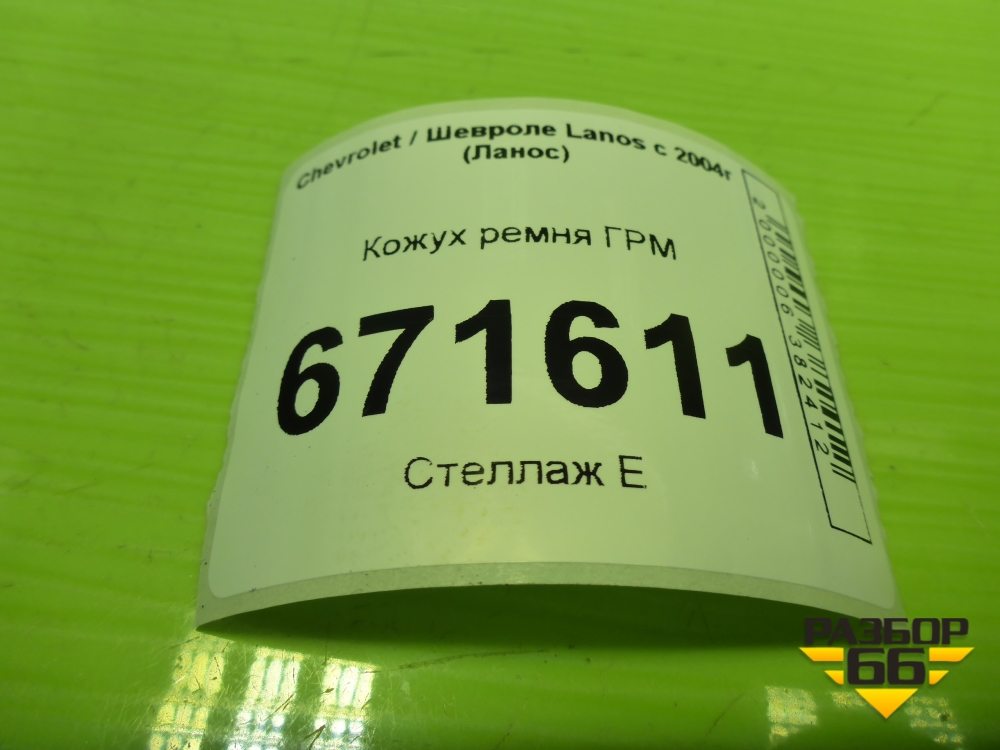 Chevrolet / Шевроле Lanos с 2004г
(Ланос)
Кожух ремня ГРМ
671611
Стеллаж Е
2000006382412
РАЗБОР
66